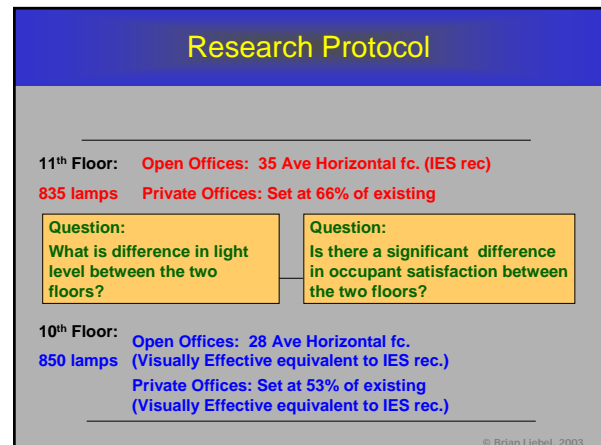 Research Protocol
11th Floor: Open Offices: 35 Ave Horizontal fc. (IES rec)
835 lamps Private Offices: Set at 66% of existing
Question:
What is difference in light
level between the two
floors?
Question:
Is there a significant difference
in occupant satisfaction between
the two floors?
10th Floor:
850 lamps
Open Offices: 28 Ave Horizontal fc.
(Visually Effective equivalent to IES rec.)
Private Offices: Set at 53% of existing
(Visually Effective equivalent to IES rec.)
© Brian Liebel, 2003